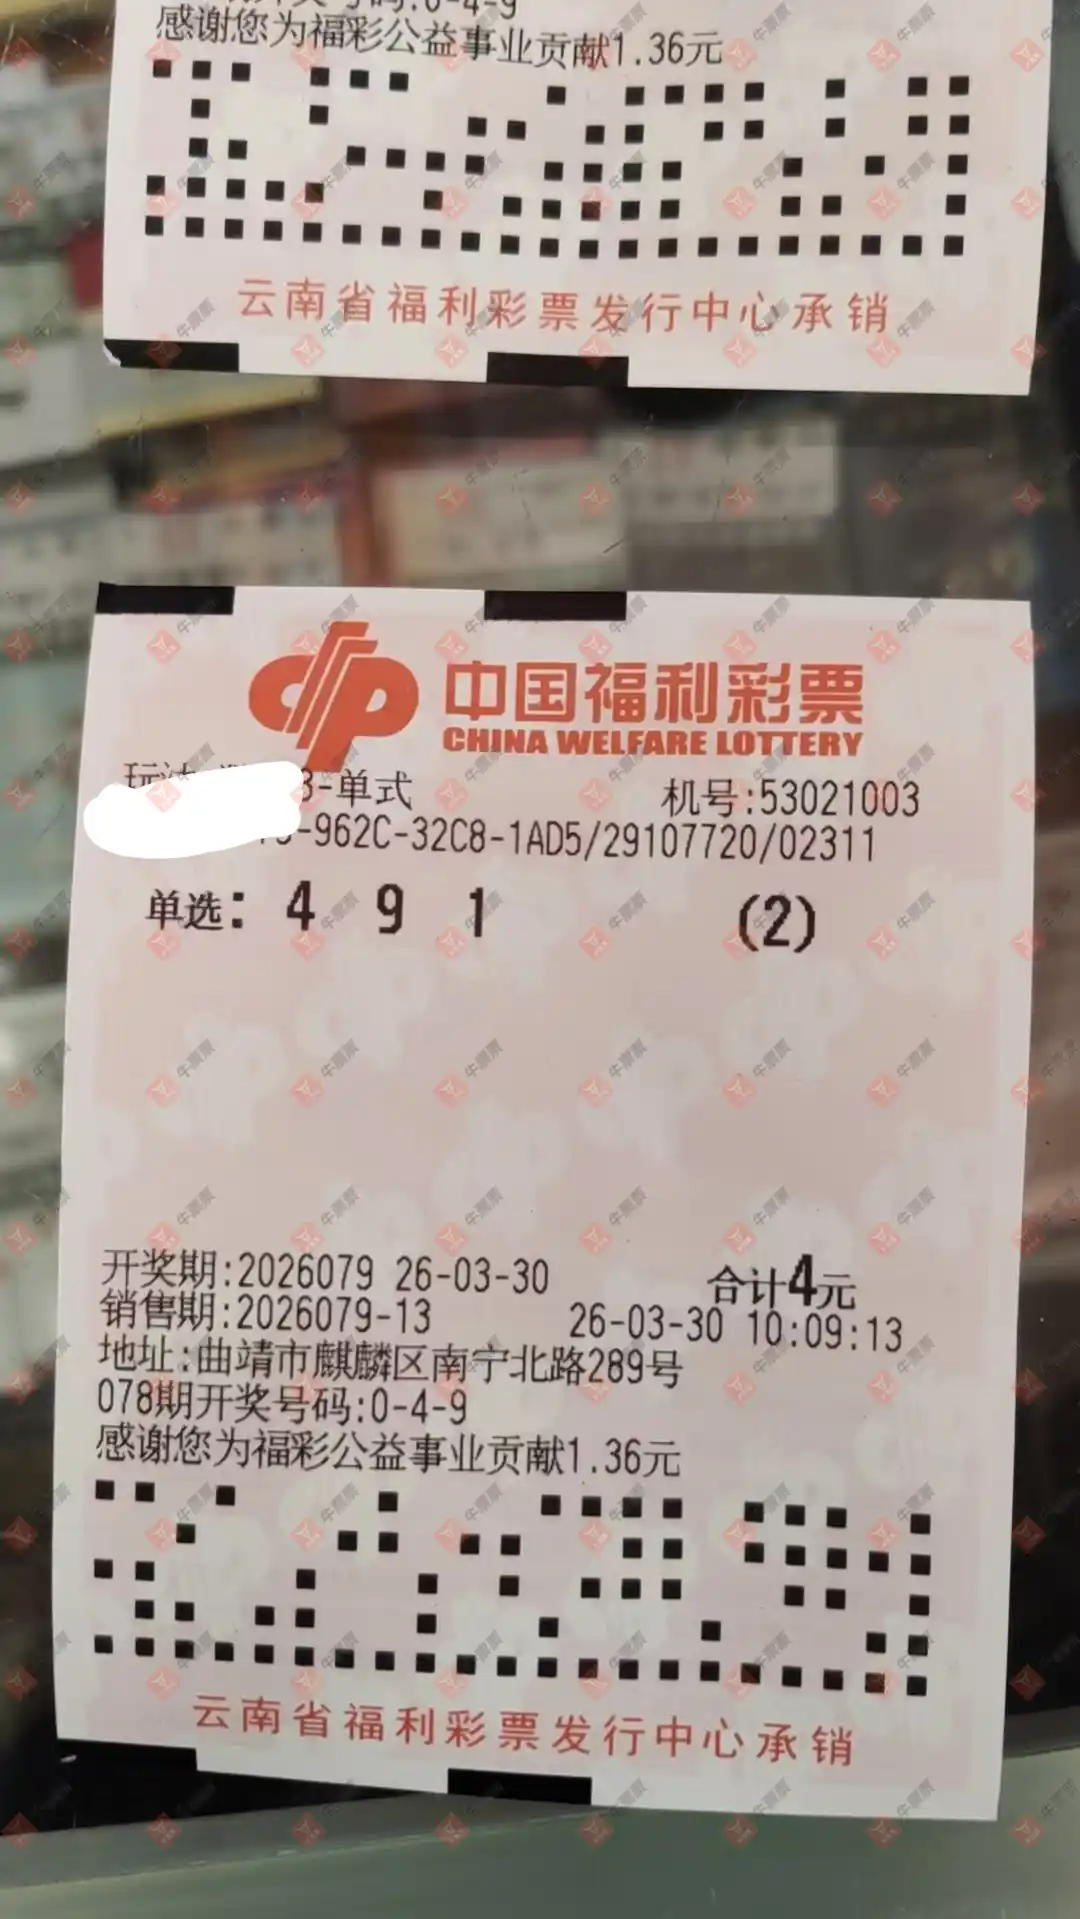 感谢您为福彩公益事业贡献1.36元
云南省福利彩票发行中心承销
中国福利彩票
CHINA WELFARE LOTTERY
3-单式 机号:53021003
-962C-32C8-1AD5/29107720/02311
单选: 4 9 1 (2)
开奖期:2026079 26-03-30 合计4元
销售期:2026079-13 26-03-30 10:09:13
地址:曲靖市麒麟区南宁北路289号
078期开奖号码:0-4-9
感谢您为福彩公益事业贡献1.36元
云南省福利彩票发行中心承销